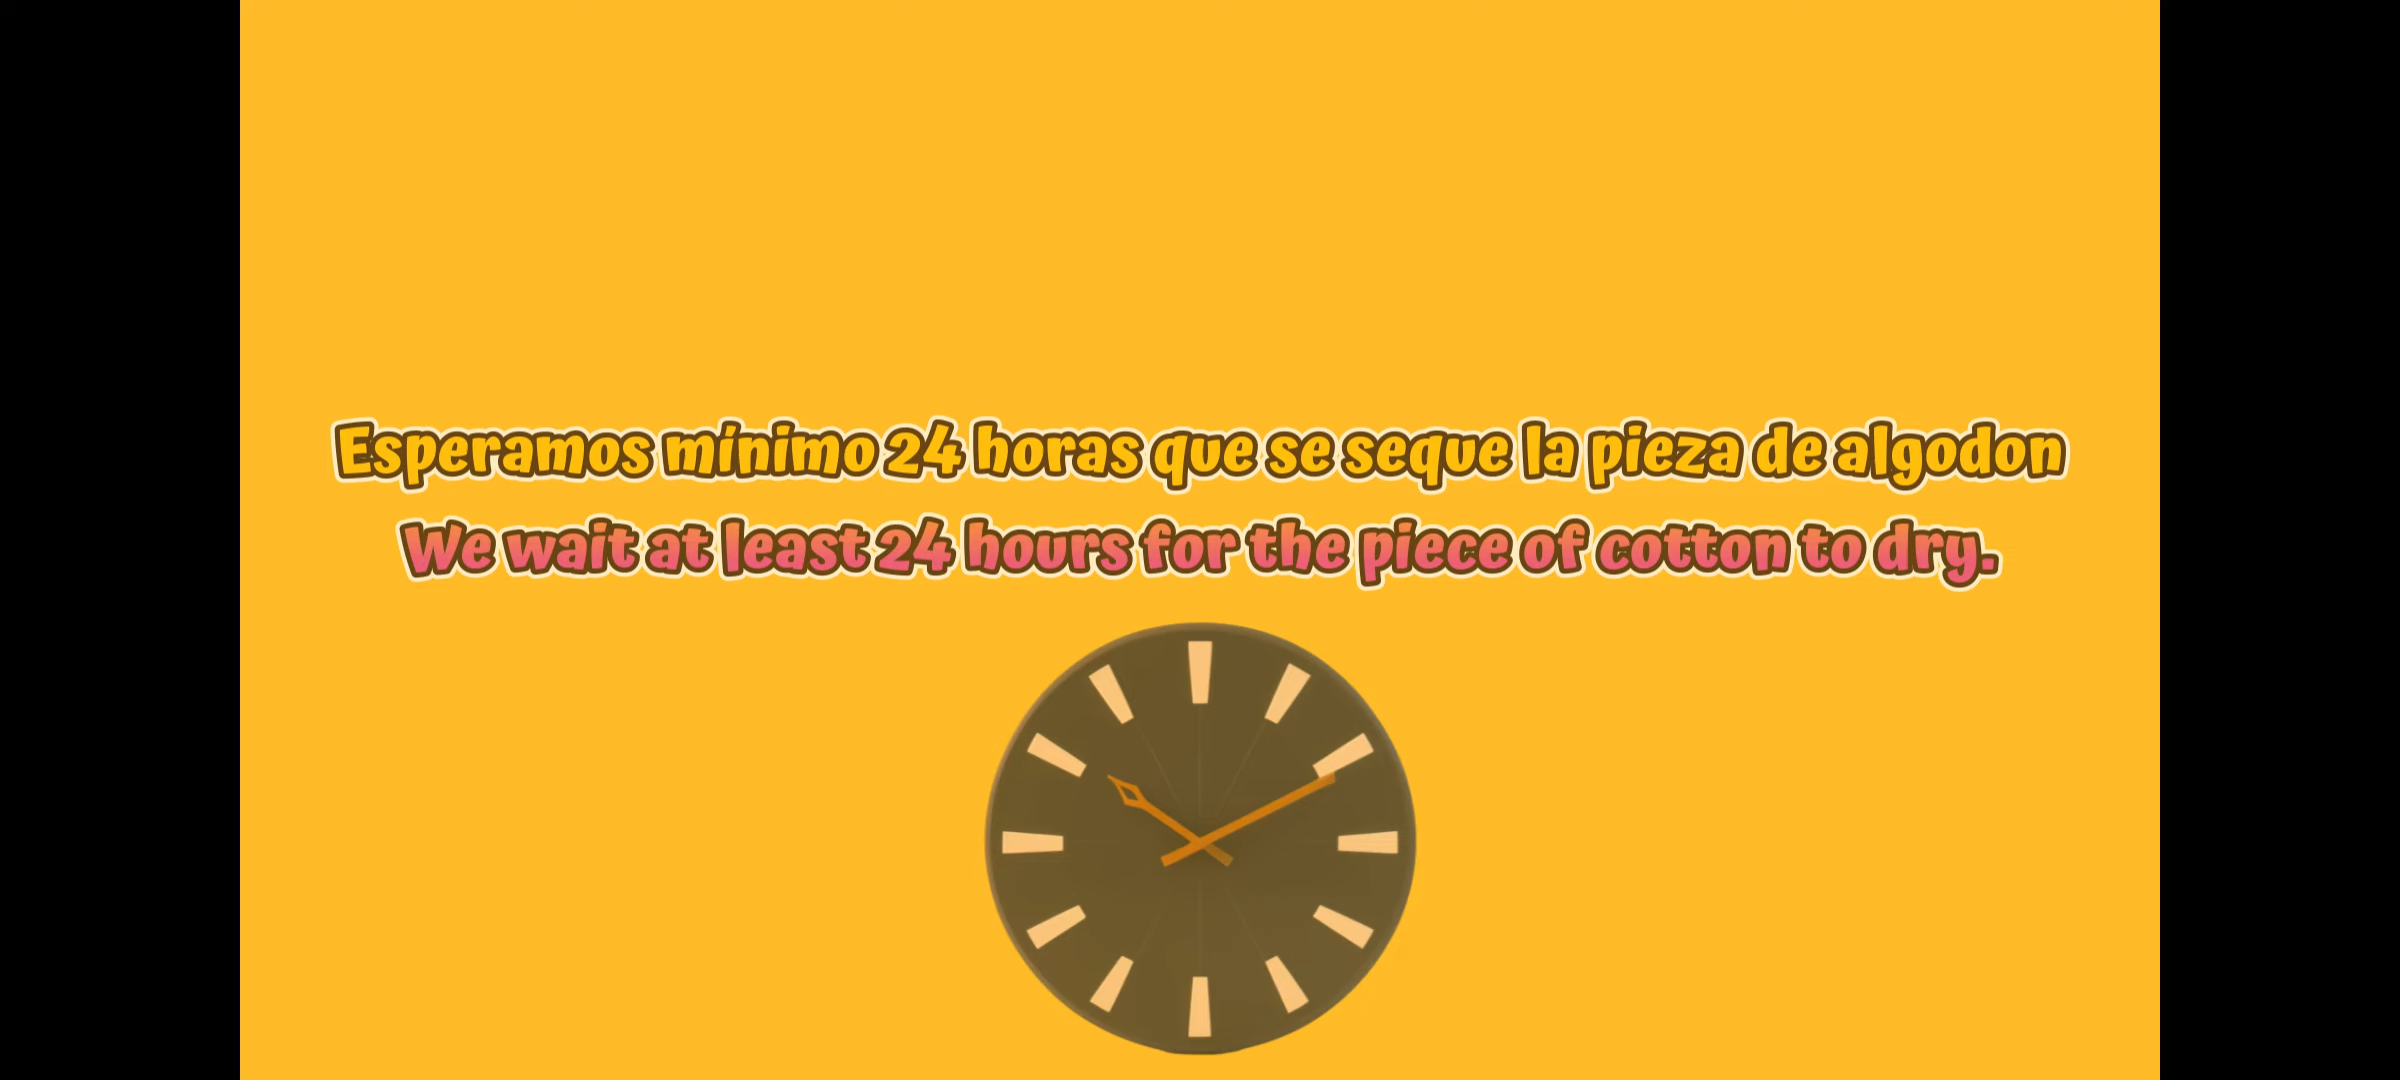 Esperamos mínimo 24 horas que se seque la pieza de algodon
We wait at least 24 hours for the piece of cotton to dry.